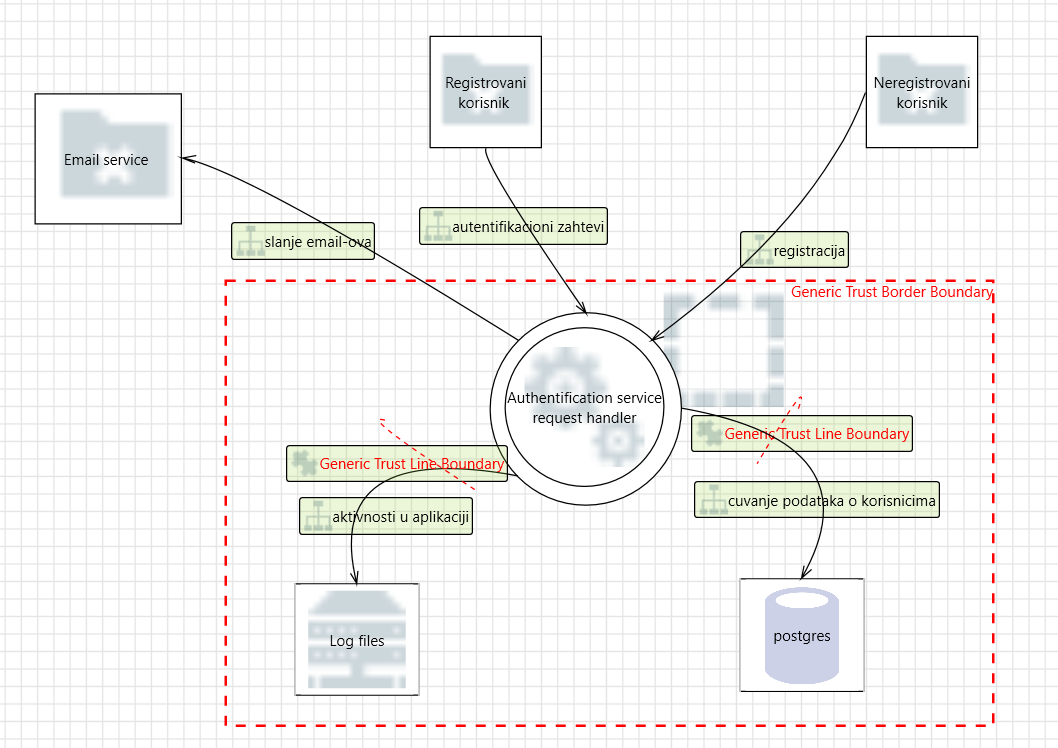 Registrovani
korisnik
Neregistrovani
korisnik
Email service
autentifikacioni zahtevi
slanje email-ova
registracija
Generic Trust Border Boundary
Authentification service
request handler
Generic Trust Line Boundary
Generic Trust Line Boundary
cuvanje podataka o korisnicima
aktivnosti u aplikaciji
Log files
postgres